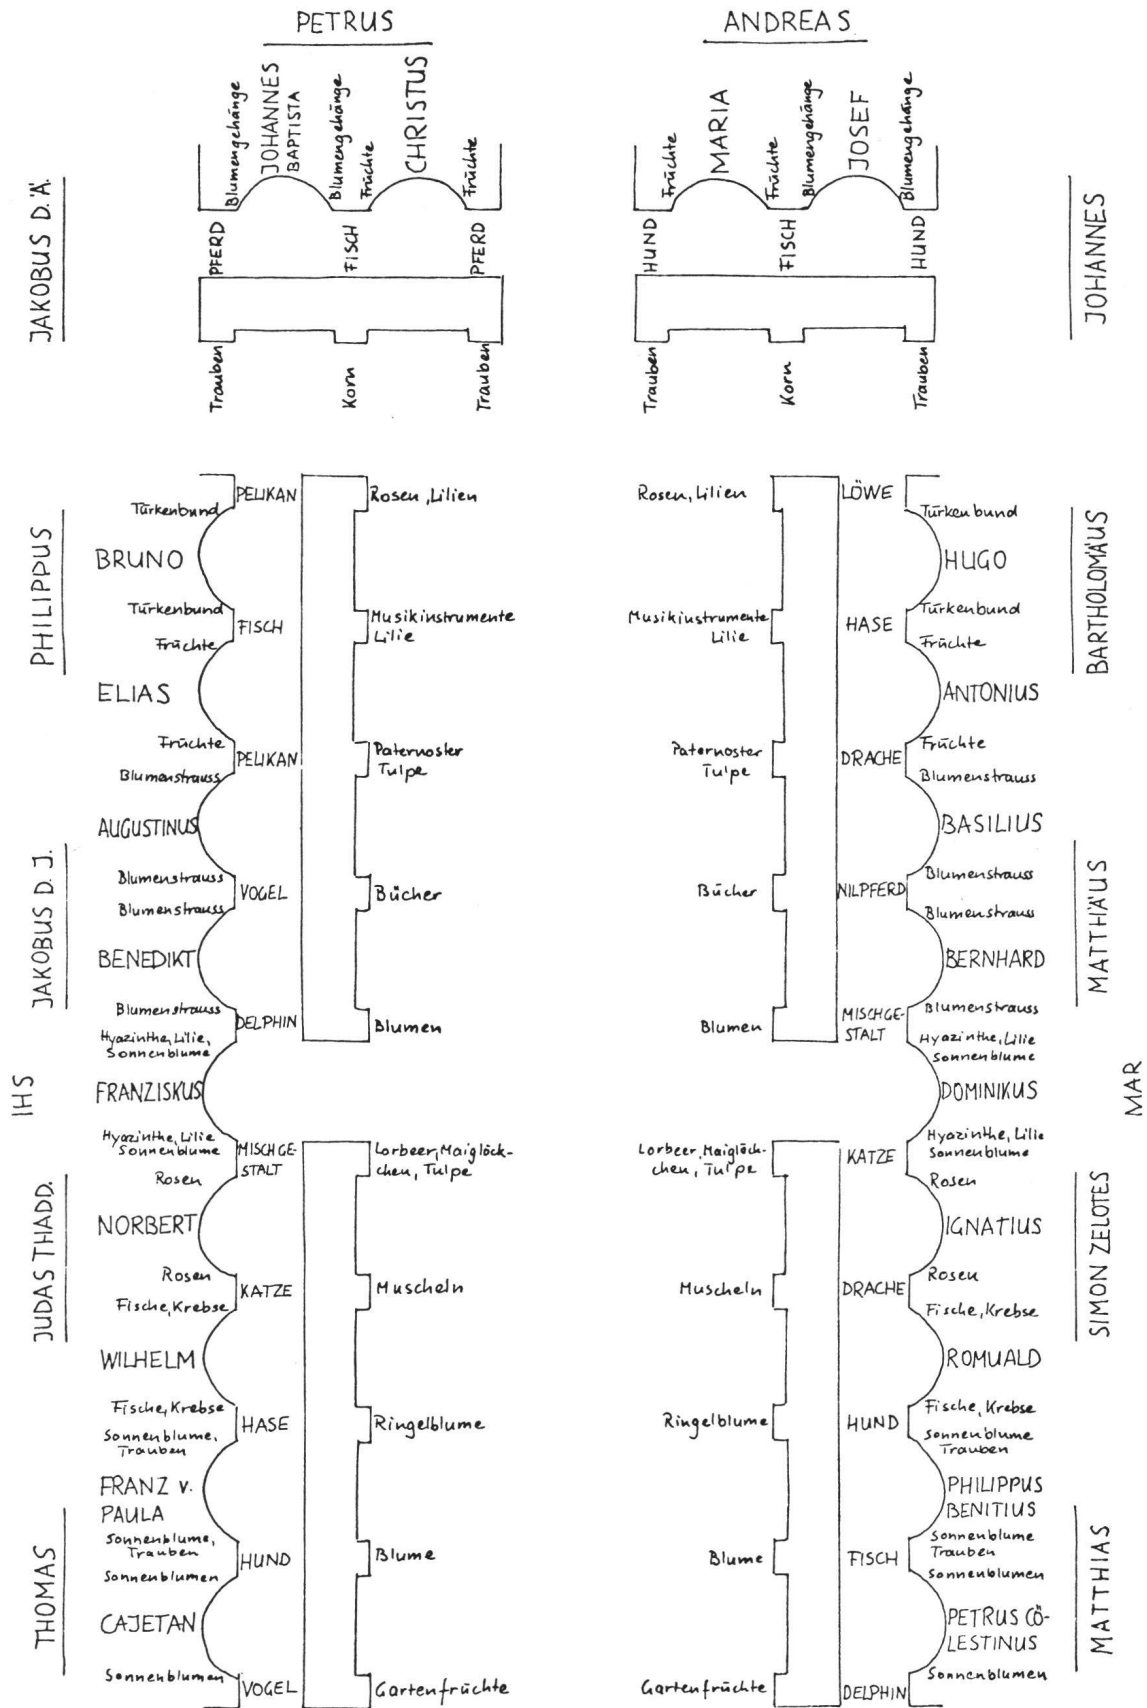 PETRUS
ANDREAS
Blumengehänge
JOHANNES
BAPTISTA
Blumengehänge
Früchte
CHRISTUS
Früchte
Früchte
MARIA
Früchte
Blumengehänge
JOSEF
Blumengehänge
JAKOBUS D. Ä.
PFERD
FISCH
PFERD
HUND
FISCH
HUND
JOHANNES
Trauben
Korn
Trauben
Trauben
Korn
Trauben
PELIKAN
Rosen, Lilien
Rosen, Lilien
LÖWE
Türkenbund
Türkenbund
PHILIPPUS
BRUNO
HUGO
BARTHOLOMÄUS
Türkenbund
FISCH
Musikinstrumente
Lilie
Musikinstrumente
Lilie
HASE
Türkenbund
Früchte
Früchte
ELIAS
ANTONIUS
Früchte
PELIKAN
Paternoster
Tulpe
Paternoster
Tulpe
DRACHE
Früchte
Blumenstrauss
Blumenstrauss
AUGUSTINUS
BASILIUS
JAKOBUS D. J.
Blumenstrauss
VOGEL
Bücher
Bücher
NILPFERD
Blumenstrauss
MATTHÄUS
Blumenstrauss
Blumenstrauss
BENEDIKT
BERNHARD
Blumenstrauss
DELPHIN
Blumen
Blumen
MISCHGE-
STALT
Blumenstrauss
Hyazinthe, Lilie,
Sonnenblume
Hyazinthe, Lilie
Sonnenblume
IHS
FRANZISKUS
DOMINIKUS
MAR
Hyazinthe, Lilie
Sonnenblume
MISCHGE-
STALT
Lorbeer, Maiglöck-
chen, Tulpe
Lorbeer, Maiglöck-
chen, Tulpe
KATZE
Hyazinthe, Lilie
Sonnenblume
Rosen
Rosen
JUDAS THADD.
NORBERT
IGNATIUS
SIMON ZELOTES
Rosen
KATZE
Muscheln
Muscheln
DRACHE
Rosen
Fische, Krebse
Fische, Krebse
WILHELM
ROMUALD
Fische, Krebse
HASE
Ringelblume
Ringelblume
HUND
Fische, Krebse
Sonnenblume,
Trauben
Sonnenblume
Trauben
FRANZ v.
PAULA
PHILIPPUS
BENITIUS
THOMAS
Sonnenblume,
Trauben
HUND
Blume
Blume
FISCH
Sonnenblume
Trauben
MATTHIAS
Sonnenblumen
Sonnenblumen
CAJETAN
PETRUS CÖ-
LESTINUS
Sonnenblumen
VOGEL
Gartenfrüchte
Gartenfrüchte
DELPHIN
Sonnenblumen